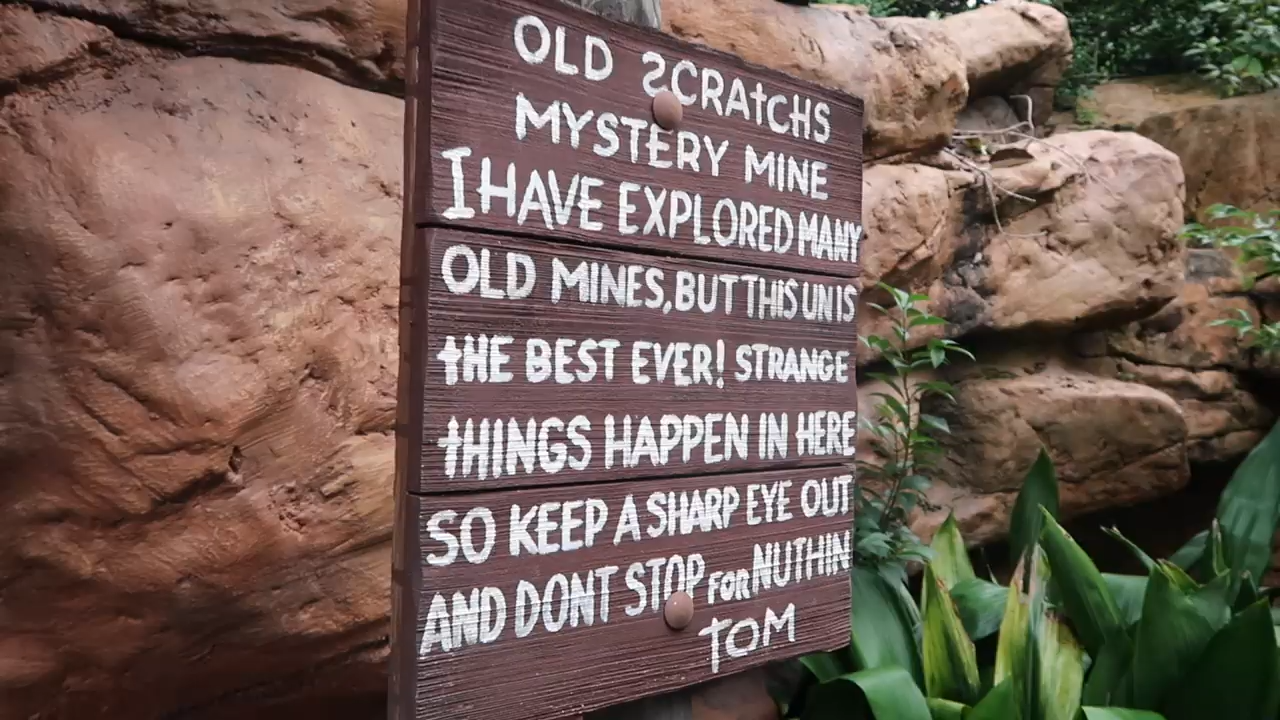 OLD SCRAtCHS
MYSTERY MINE
I HAVE EXPLORED MANY
OLD MINES, BUT THIS UN IS
tHE BEST EVER! STRANGE
tHINGS HAPPEN IN HERE
SO KEEP A SHARP EYE OUT
AND DONT STOP for NUTHIN
TOM